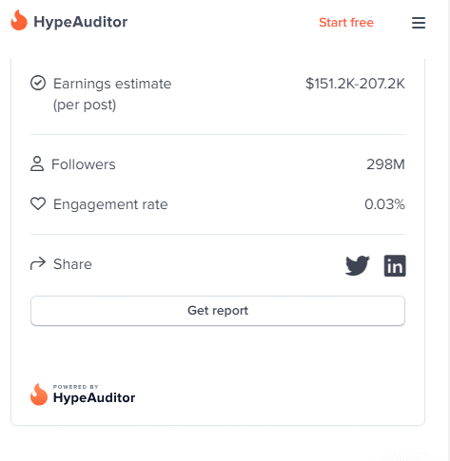 HypeAuditor
Start free
Earnings estimate
(per post)
$151.2K-207.2K
Followers
298M
Engagement rate
0.03%
Share
in
Get report
POWERED BY
HypeAuditor